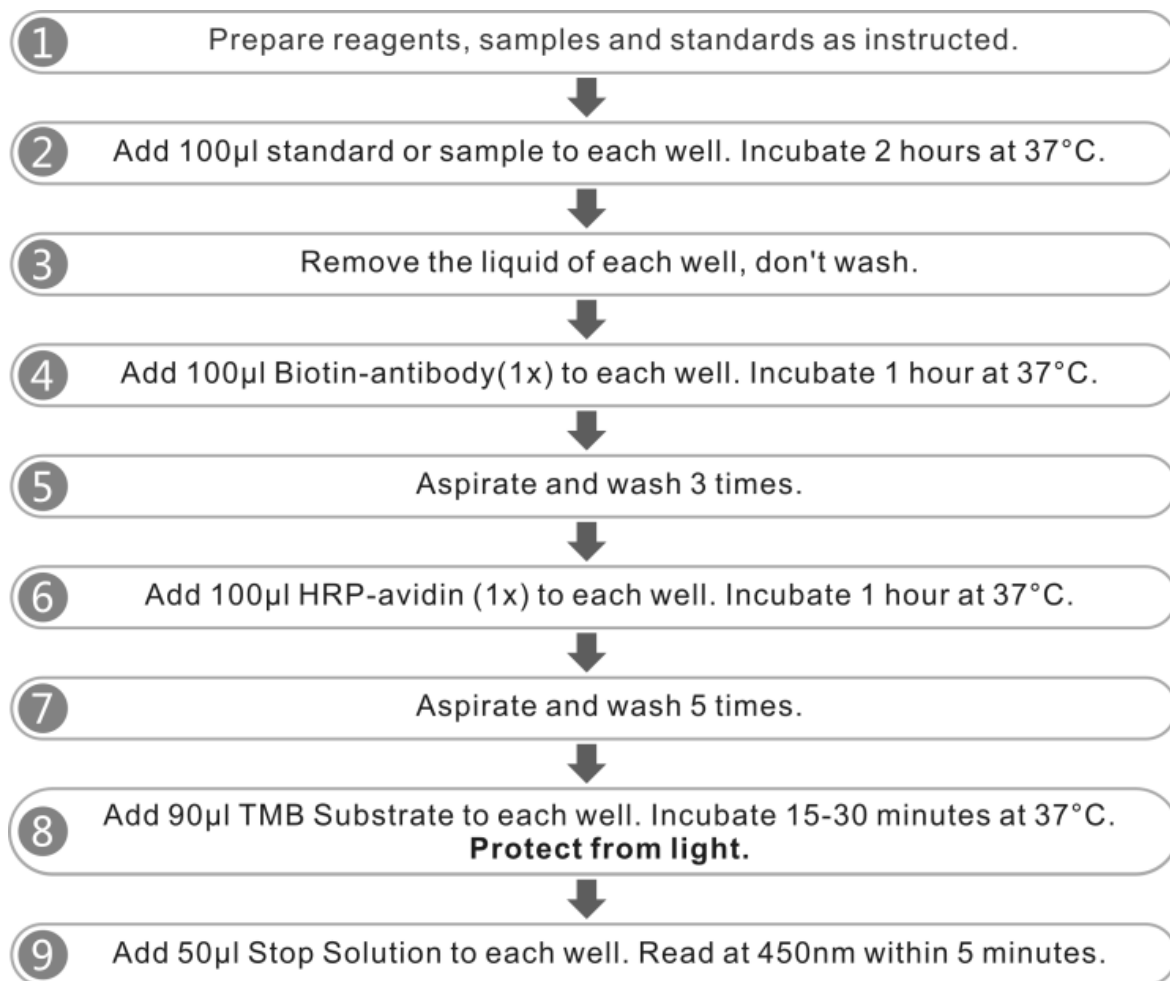 1 Prepare reagents, samples and standards as instructed.
2 Add 100μl standard or sample to each well. Incubate 2 hours at 37°C.
3 Remove the liquid of each well, don't wash.
4 Add 100μl Biotin-antibody(1x) to each well. Incubate 1 hour at 37°C.
5 Aspirate and wash 3 times.
6 Add 100μl HRP-avidin (1x) to each well. Incubate 1 hour at 37°C.
7 Aspirate and wash 5 times.
8 Add 90μl TMB Substrate to each well. Incubate 15-30 minutes at 37°C.
Protect from light.
9 Add 50μl Stop Solution to each well. Read at 450nm within 5 minutes.